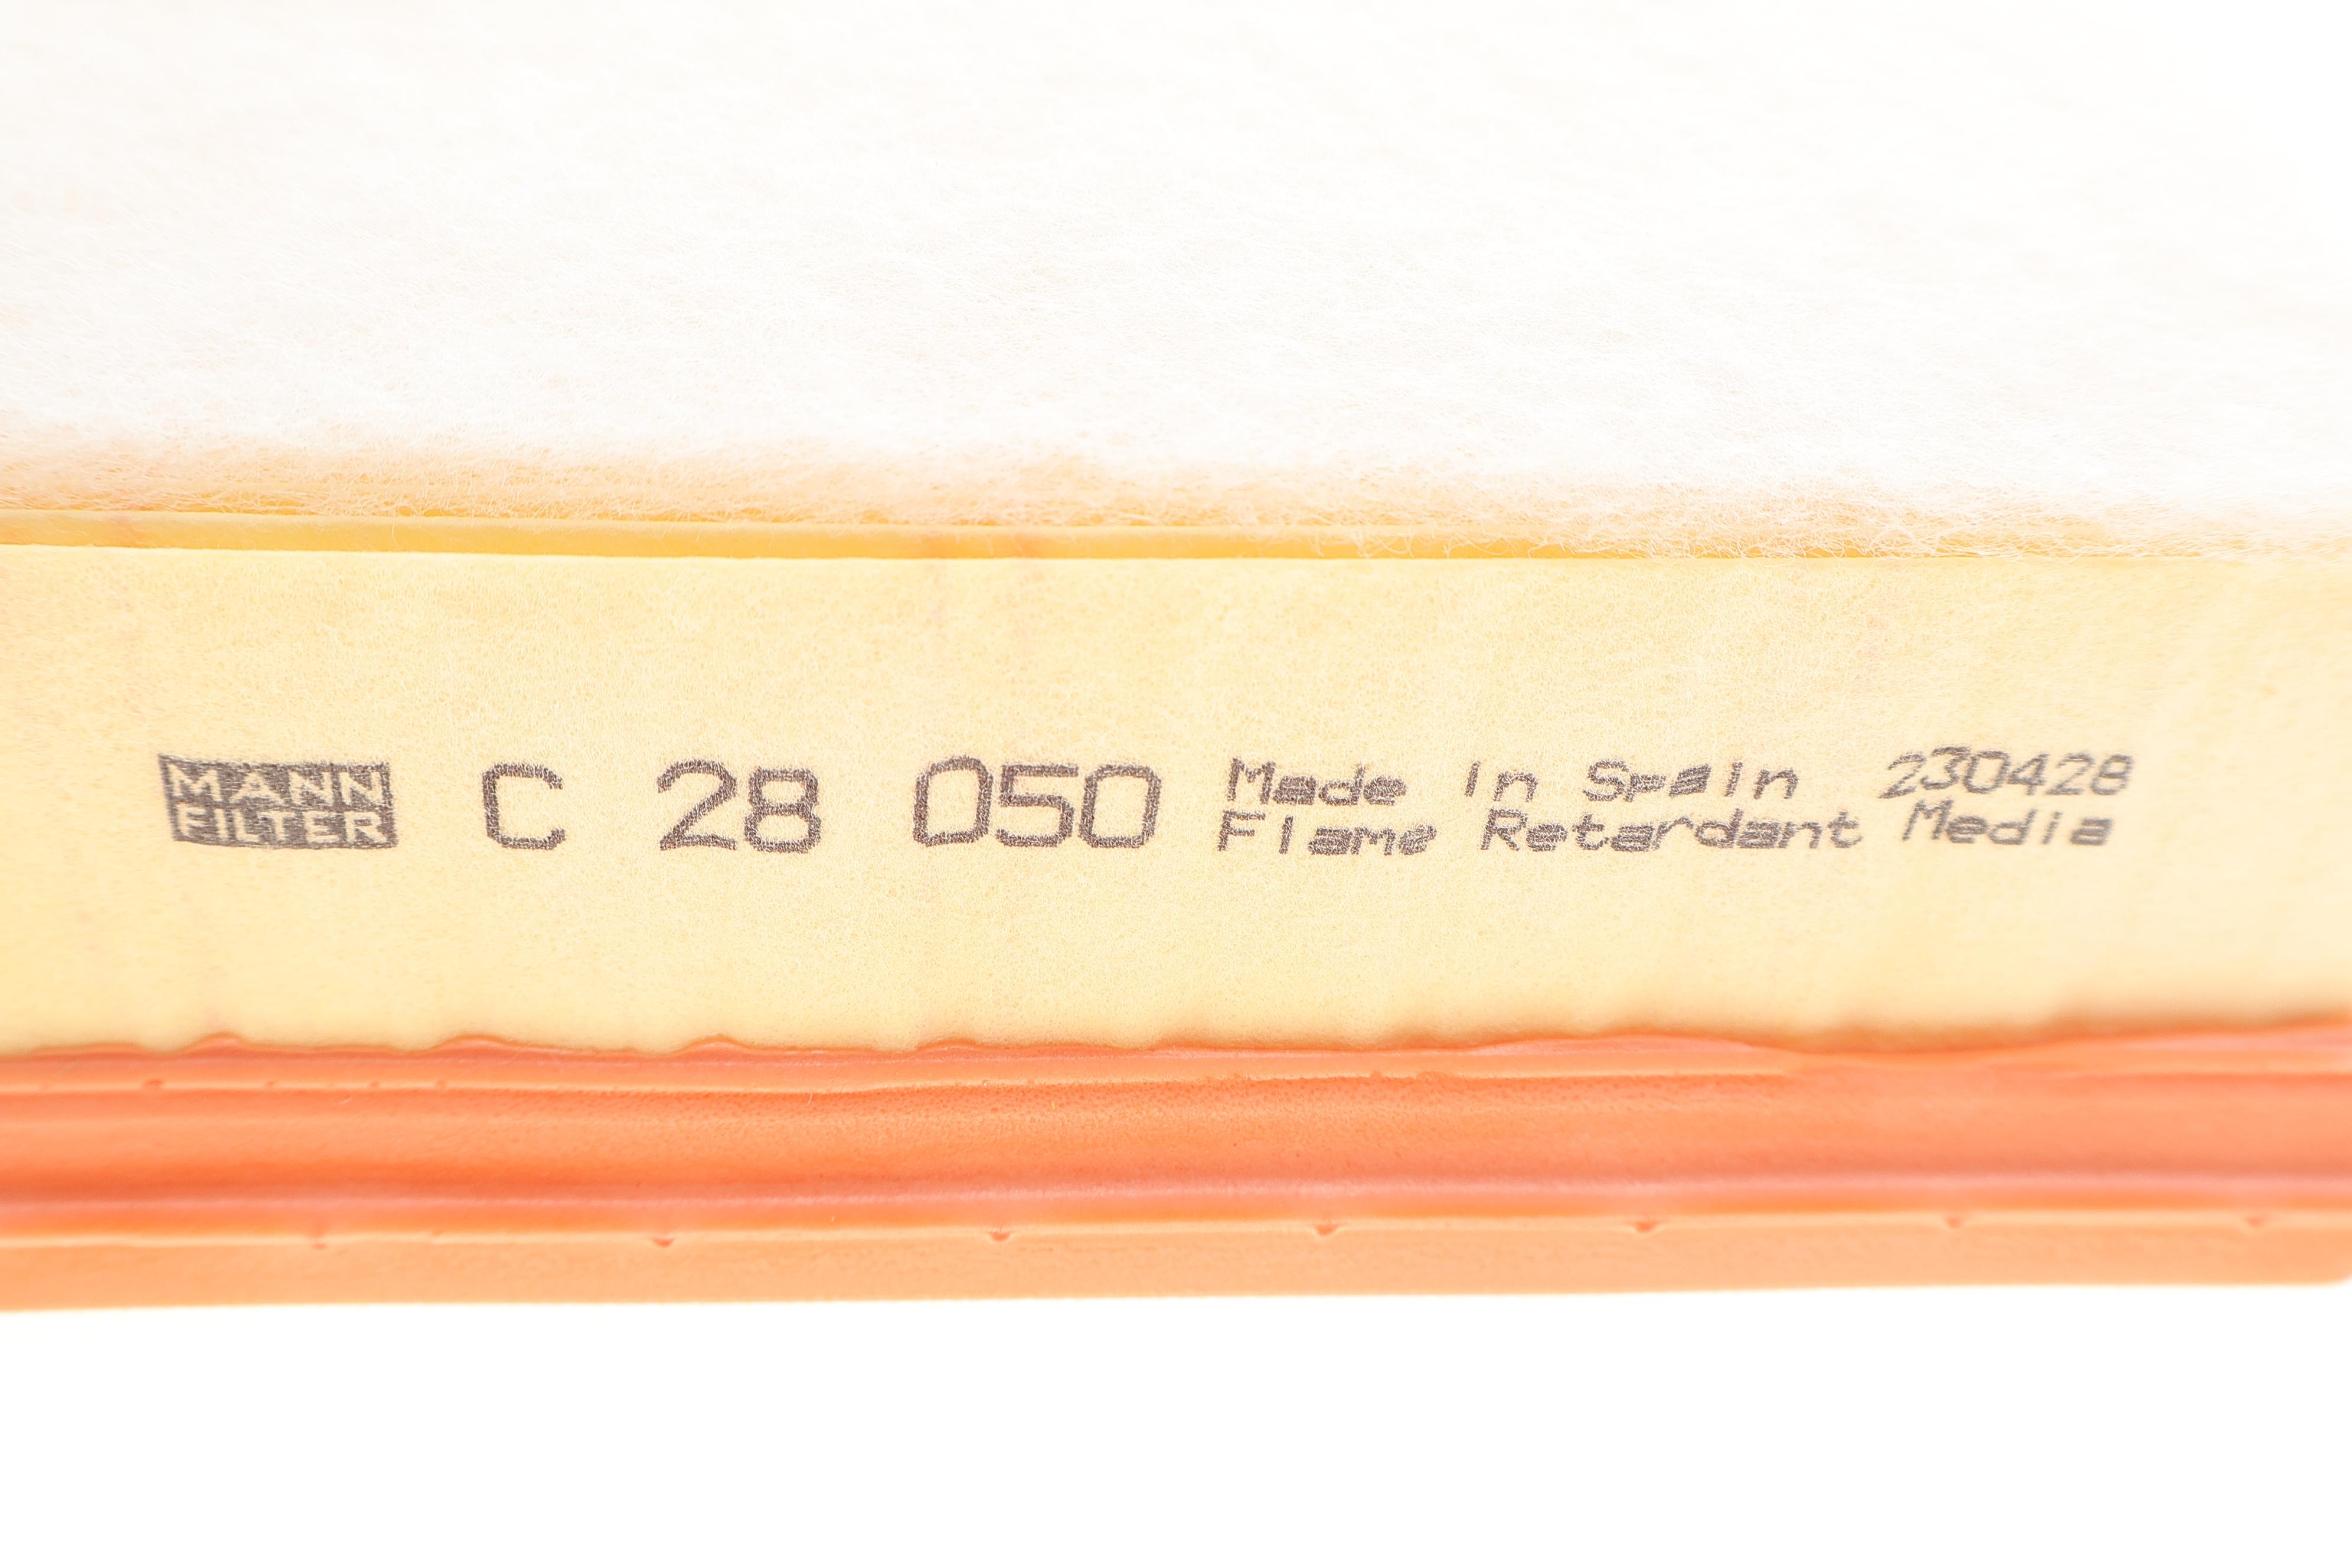 MANN
FILTER
C 28 050
Made in Spain 230428
Flame Retardant Media